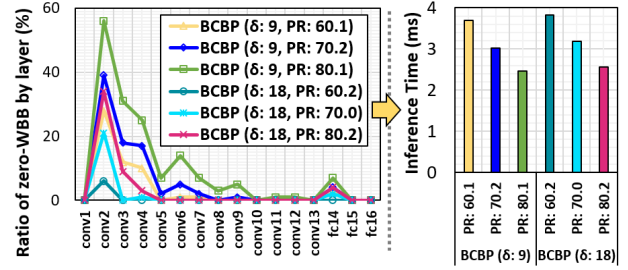 Ratio of zero-WBB by layer (%)
60
40
20
0
BCBP (δ: 9, PR: 60.1)
BCBP (δ: 9, PR: 70.2)
BCBP (δ: 9, PR: 80.1)
BCBP (δ: 18, PR: 60.2)
BCBP (δ: 18, PR: 70.0)
BCBP (δ: 18, PR: 80.2)
conv1 conv2 conv3 conv4 conv5 conv6 conv7 conv8 conv9 conv10 conv11 conv12 conv13 fc14 fc15 fc16
Inference Time (ms)
4
3
2
1
0
PR: 60.1 PR: 70.2 PR: 80.1 PR: 60.2 PR: 70.0 PR: 80.2
BCBP (δ: 9) BCBP (δ: 18)